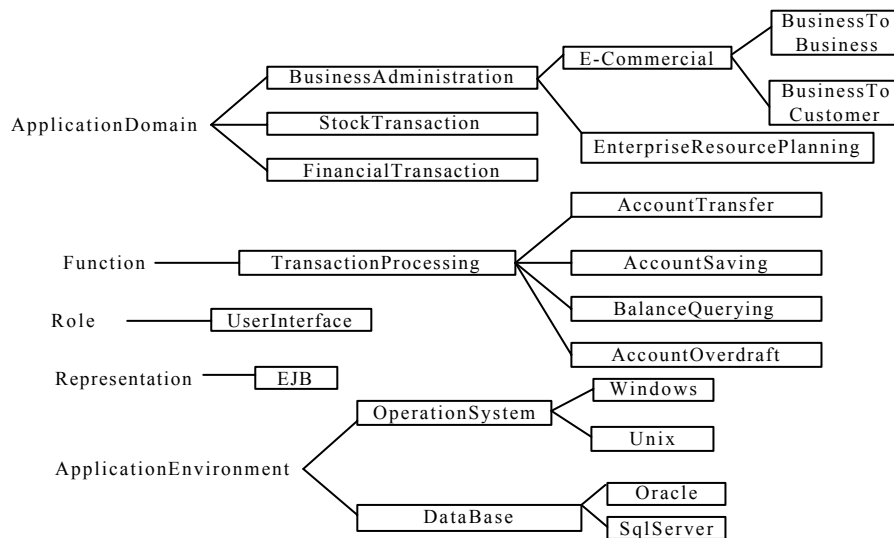 BusinessTo
Business
E-Commercial
BusinessAdministration
BusinessTo
Customer
ApplicationDomain
StockTransaction
EnterpriseResourcePlanning
FinancialTransaction
AccountTransfer
Function
TransactionProcessing
AccountSaving
BalanceQuerying
Role
UserInterface
AccountOverdraft
Representation
EJB
Windows
OperationSystem
Unix
ApplicationEnvironment
Oracle
DataBase
SqlServer